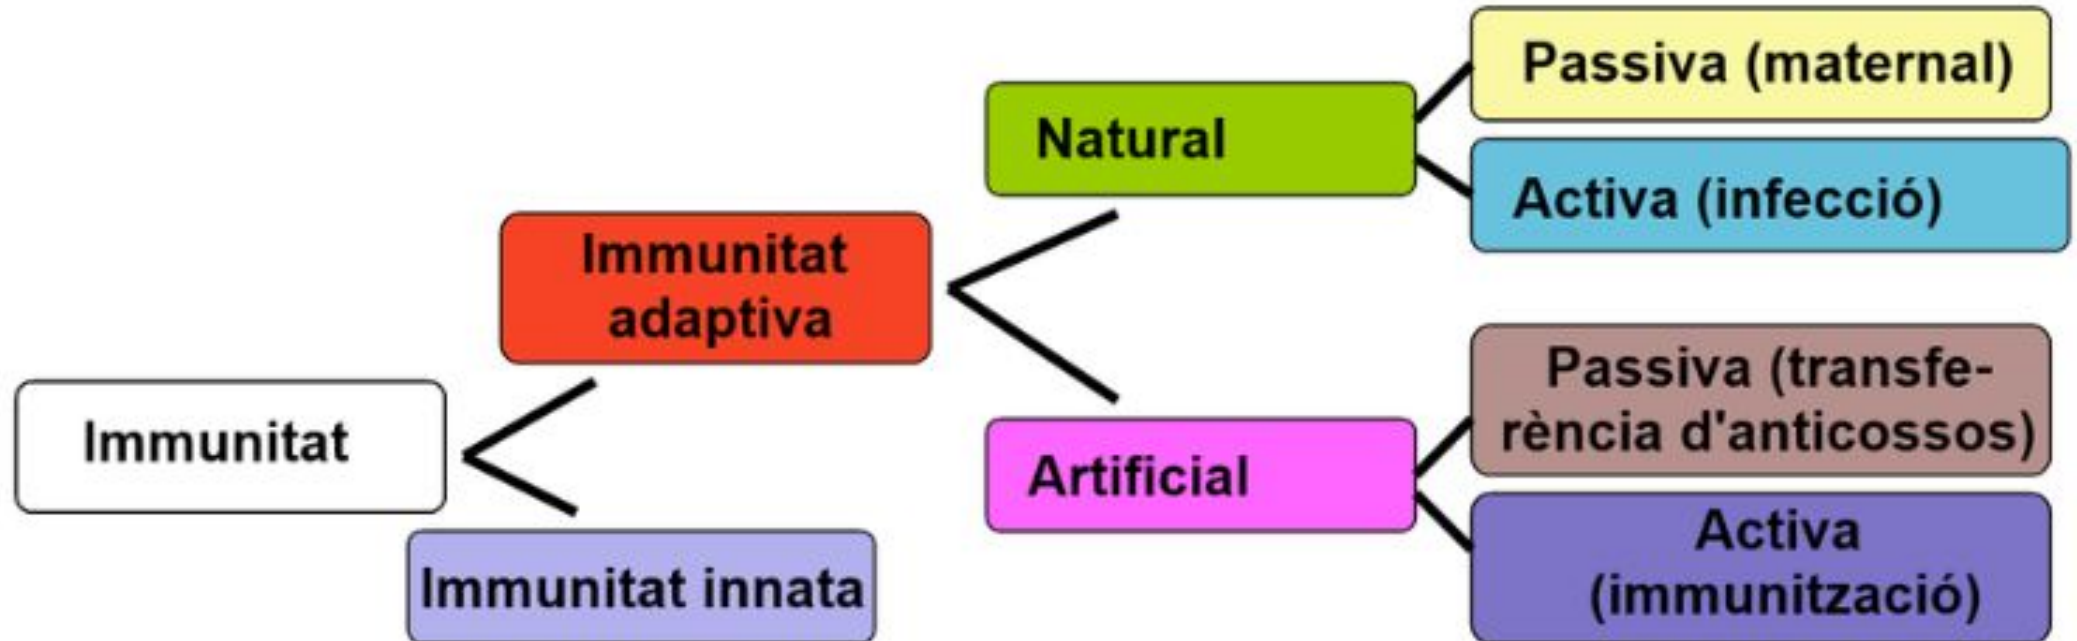 Immunitat
Immunitat
adaptiva
Immunitat innata
Natural
Artificial
Passiva (maternal)
Activa (infecció)
Passiva (transfe-
rència d'anticossos)
Activa
(immunització)